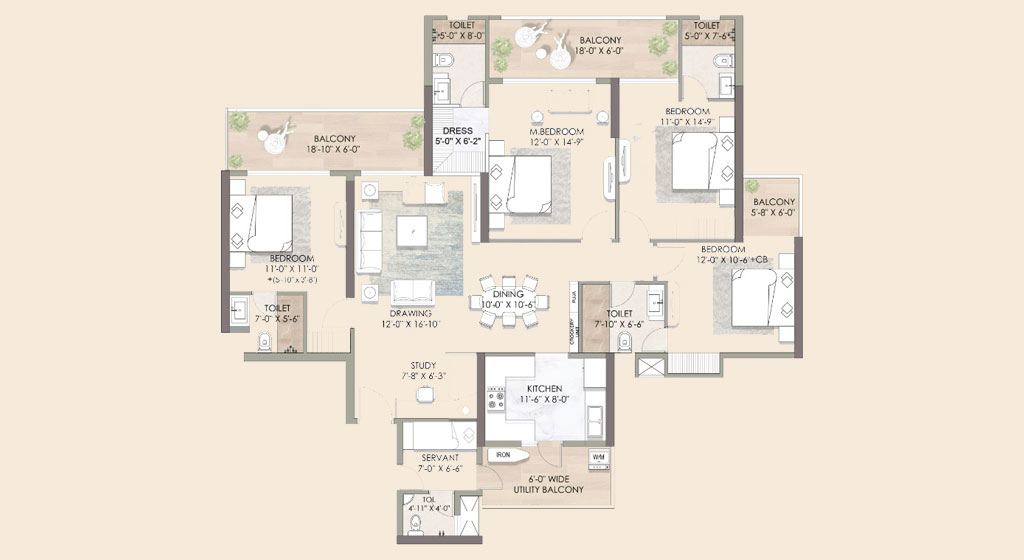 TOILET
5'-0" X 8'-0"
BALCONY
18'-0" X 6'-0"
TOILET
5'-0" X 7'-6"
BALCONY
18'-10" X 6'-0"
DRESS
5'-0" X 6'-2"
M.BEDROOM
12'-0" X 14'-9"
BEDROOM
11'-0" X 14'-9"
BALCONY
5'-8" X 6'-0"
BEDROOM
11'-0" X 11'-0"
+(5'-10" X 3'-8")
BEDROOM
12'-0" X 10'-6"+CB
TOILET
7'-0" X 5'-6"
DRAWING
12'-0" X 16'-10"
DINING
10'-0" X 10'-6"
PUJA
CROCKERY
UNIT
TOILET
7'-10" X 6'-6"
STUDY
7'-8" X 6'-3"
KITCHEN
11'-6" X 8'-0"
SERVANT
7'-0" X 6'-6"
IRON
W/M
6'-0" WIDE
UTILITY BALCONY
TOI.
4'-11" X 4'-0"